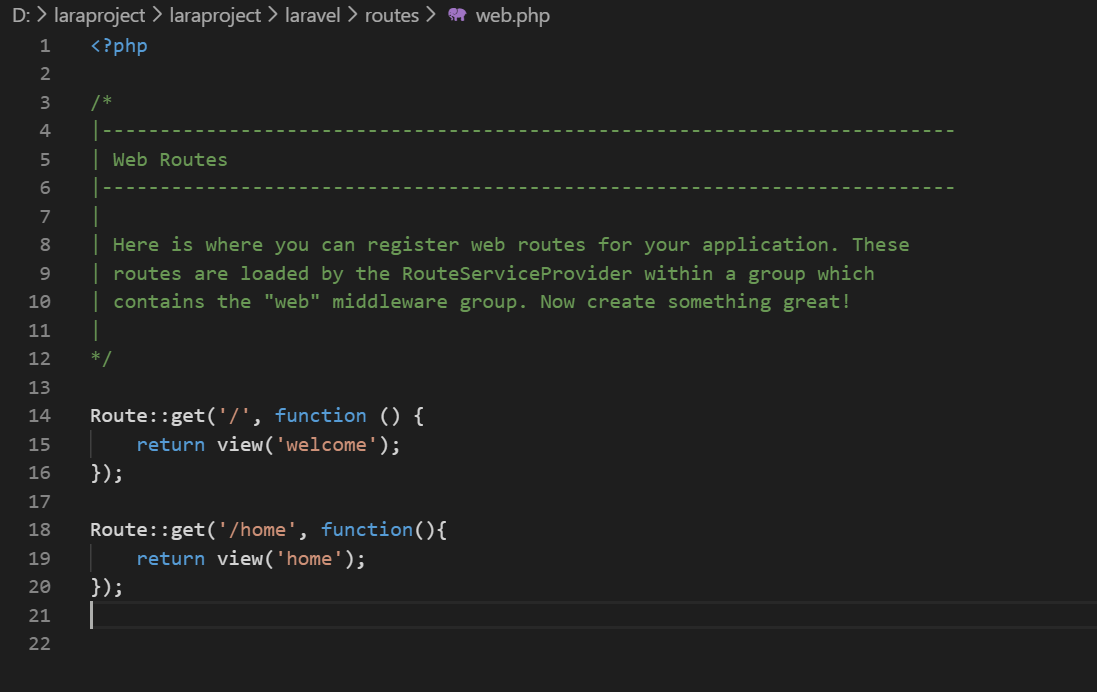 D: > laraproject > laraproject > laravel > routes > web.php
1 <?php
2
3 /*
4 |--------------------------------------------------------------------------
5 | Web Routes
6 |--------------------------------------------------------------------------
7 |
8 | Here is where you can register web routes for your application. These
9 | routes are loaded by the RouteServiceProvider within a group which
10 | contains the "web" middleware group. Now create something great!
11 |
12 */
13
14 Route::get('/', function () {
15     return view('welcome');
16 });
17
18 Route::get('/home', function(){
19     return view('home');
20 });
21
22